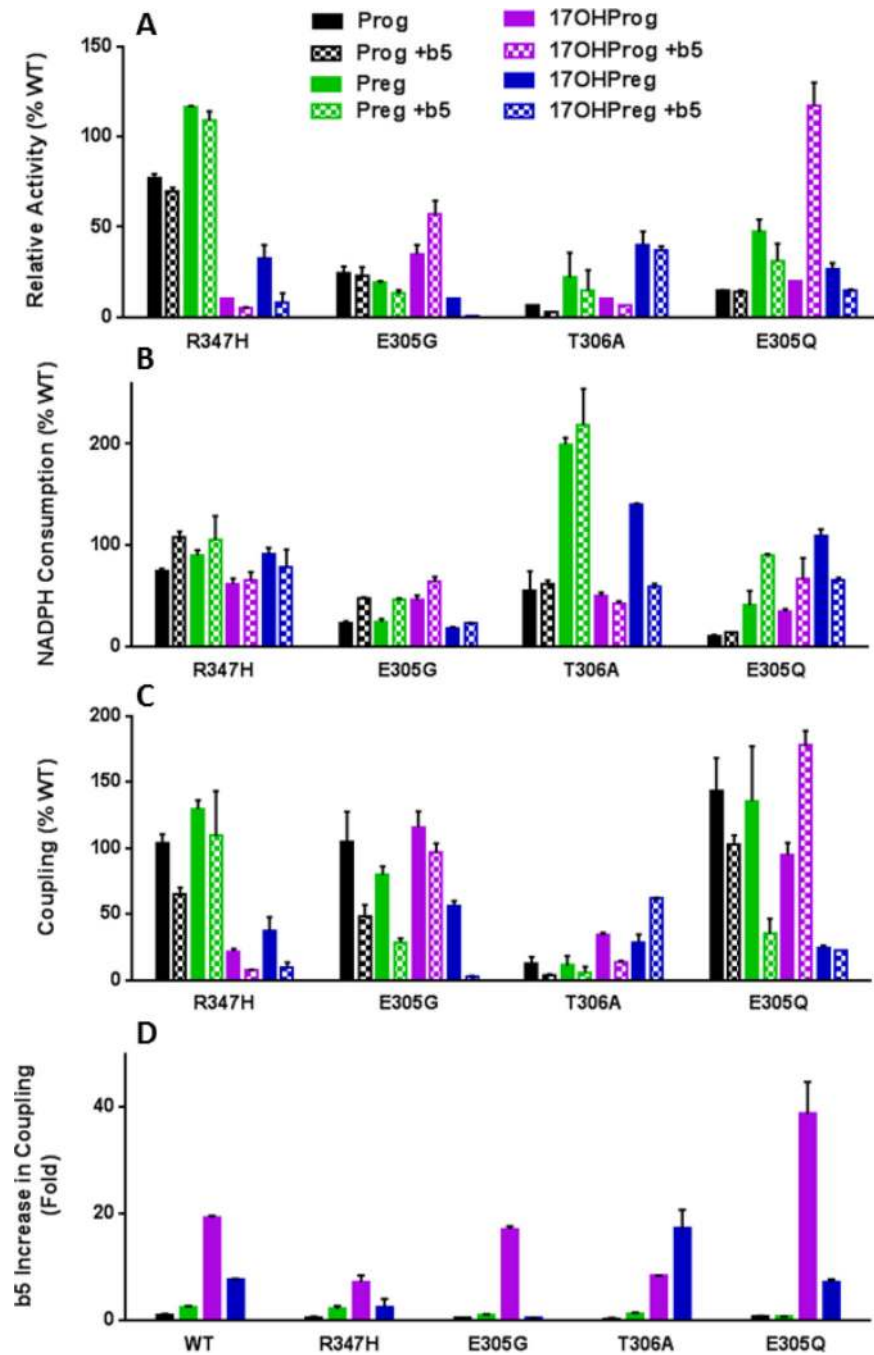 A
Prog
17OHProg
Prog +b5
17OHProg +b5
Preg
17OHPreg
Preg +b5
17OHPreg +b5
Relative Activity (% WT)
150
100
50
0
R347H
E305G
T306A
E305Q
B
NADPH Consumption (% WT)
200
100
0
R347H
E305G
T306A
E305Q
C
Coupling (% WT)
200
150
100
50
0
R347H
E305G
T306A
E305Q
D
b5 Increase in Coupling
(Fold)
40
20
0
WT
R347H
E305G
T306A
E305Q